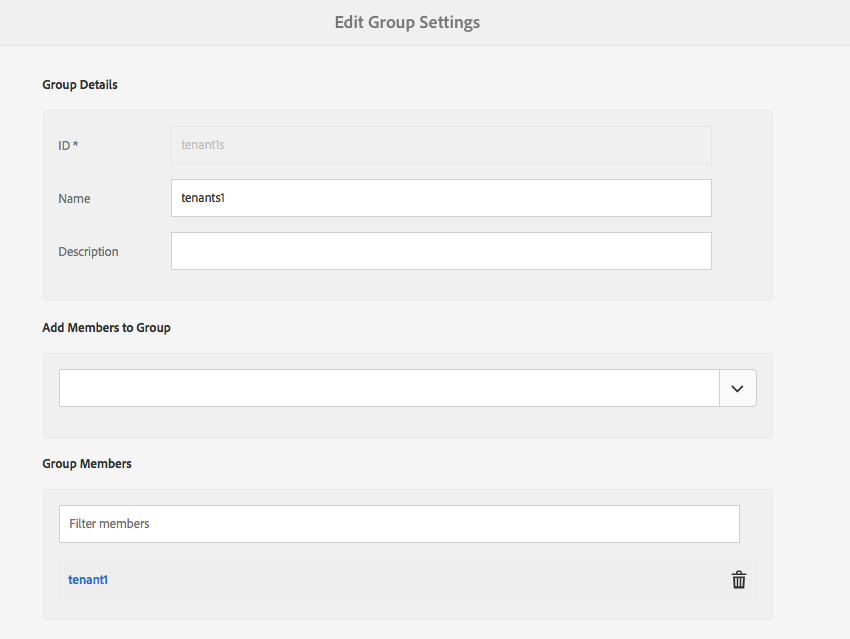 Edit Group Settings
Group Details
ID *
tenant1s
Name
tenants1
Description
Add Members to Group
Group Members
Filter members
tenant1